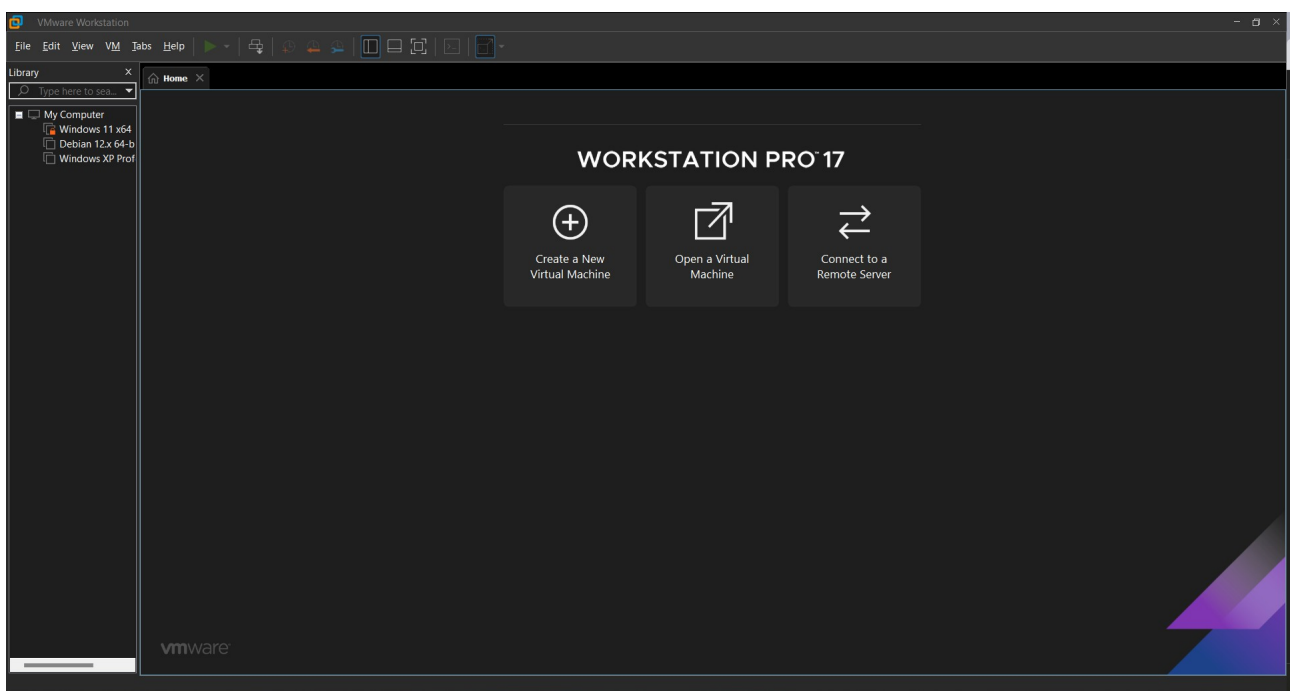 VMware Workstation
File Edit View VM Tabs Help
Library X
Home
Type here to sea...
My Computer
Windows 11 x64
Debian 12.x 64-b
Windows XP Prof
WORKSTATION PRO™ 17
Create a New
Virtual Machine
Open a Virtual
Machine
Connect to a
Remote Server
vmware